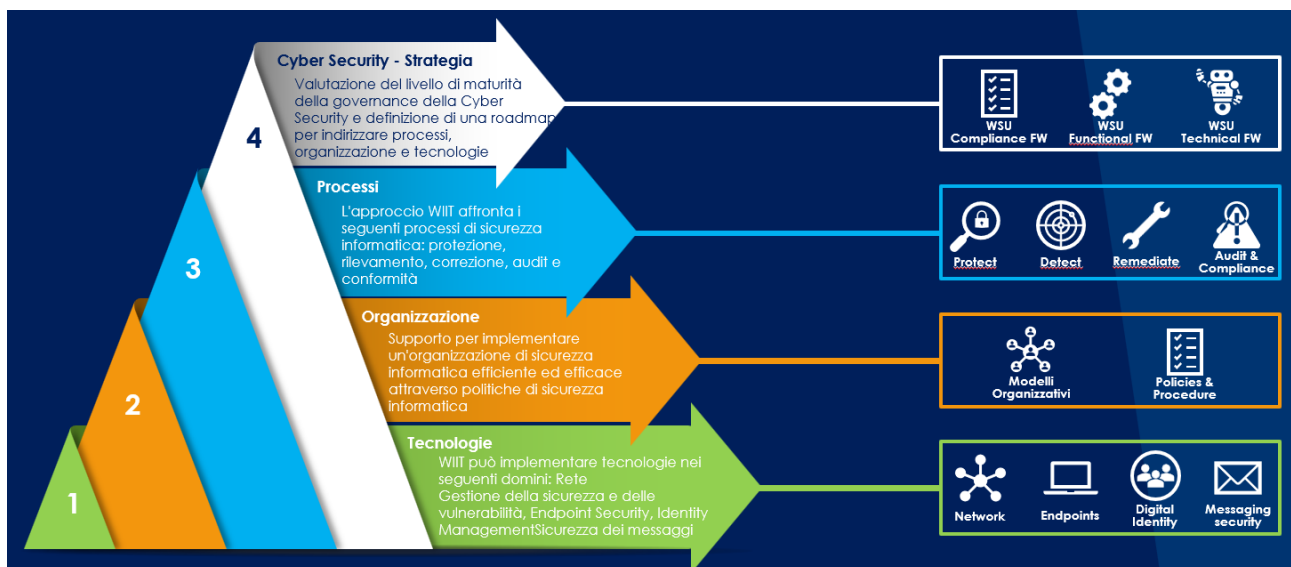 Cyber Security - Strategia
Valutazione del livello di maturità
della governance della Cyber
Security e definizione di una roadmap
per indirizzare processi,
organizzazione e tecnologie
4
WSU
Compliance FW
WSU
Functional FW
WSU
Technical FW
Processi
L'approccio WIIT affronta i
seguenti processi di sicurezza
informatica: protezione,
rilevamento, correzione, audit e
conformità
3
Protect
Detect
Remediate
Audit &
Compliance
Organizzazione
Supporto per implementare
un'organizzazione di sicurezza
informatica efficiente ed efficace
attraverso politiche di sicurezza
informatica
2
Modelli
Organizzativi
Policies &
Procedure
Tecnologie
WIIT può implementare tecnologie nei
seguenti domini: Rete
Gestione della sicurezza e delle
vulnerabilità, Endpoint Security, Identity
ManagementSicurezza dei messaggi
1
Network
Endpoints
Digital
Identity
Messaging
security